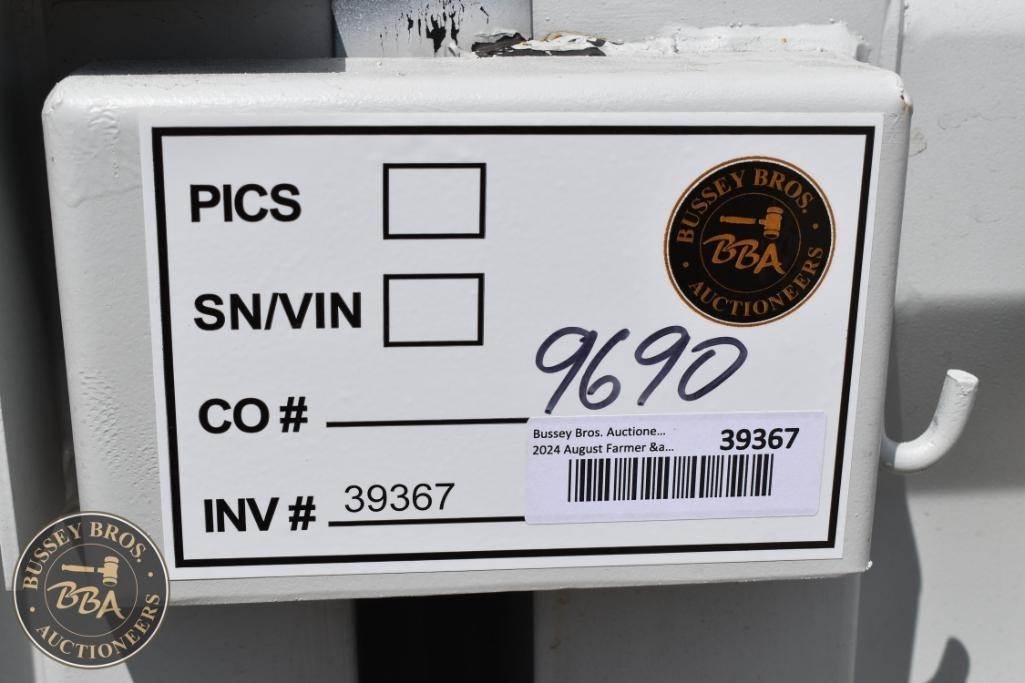 PICS
BUSSEY BROS.
BBA
AUCTIONEERS
SN/VIN
9690
CO #
Bussey Bros. Auctione...
39367
2024 August Farmer &a...
INV # 39367
BUSSEY BROS.
BBA
AUCTIONEERS